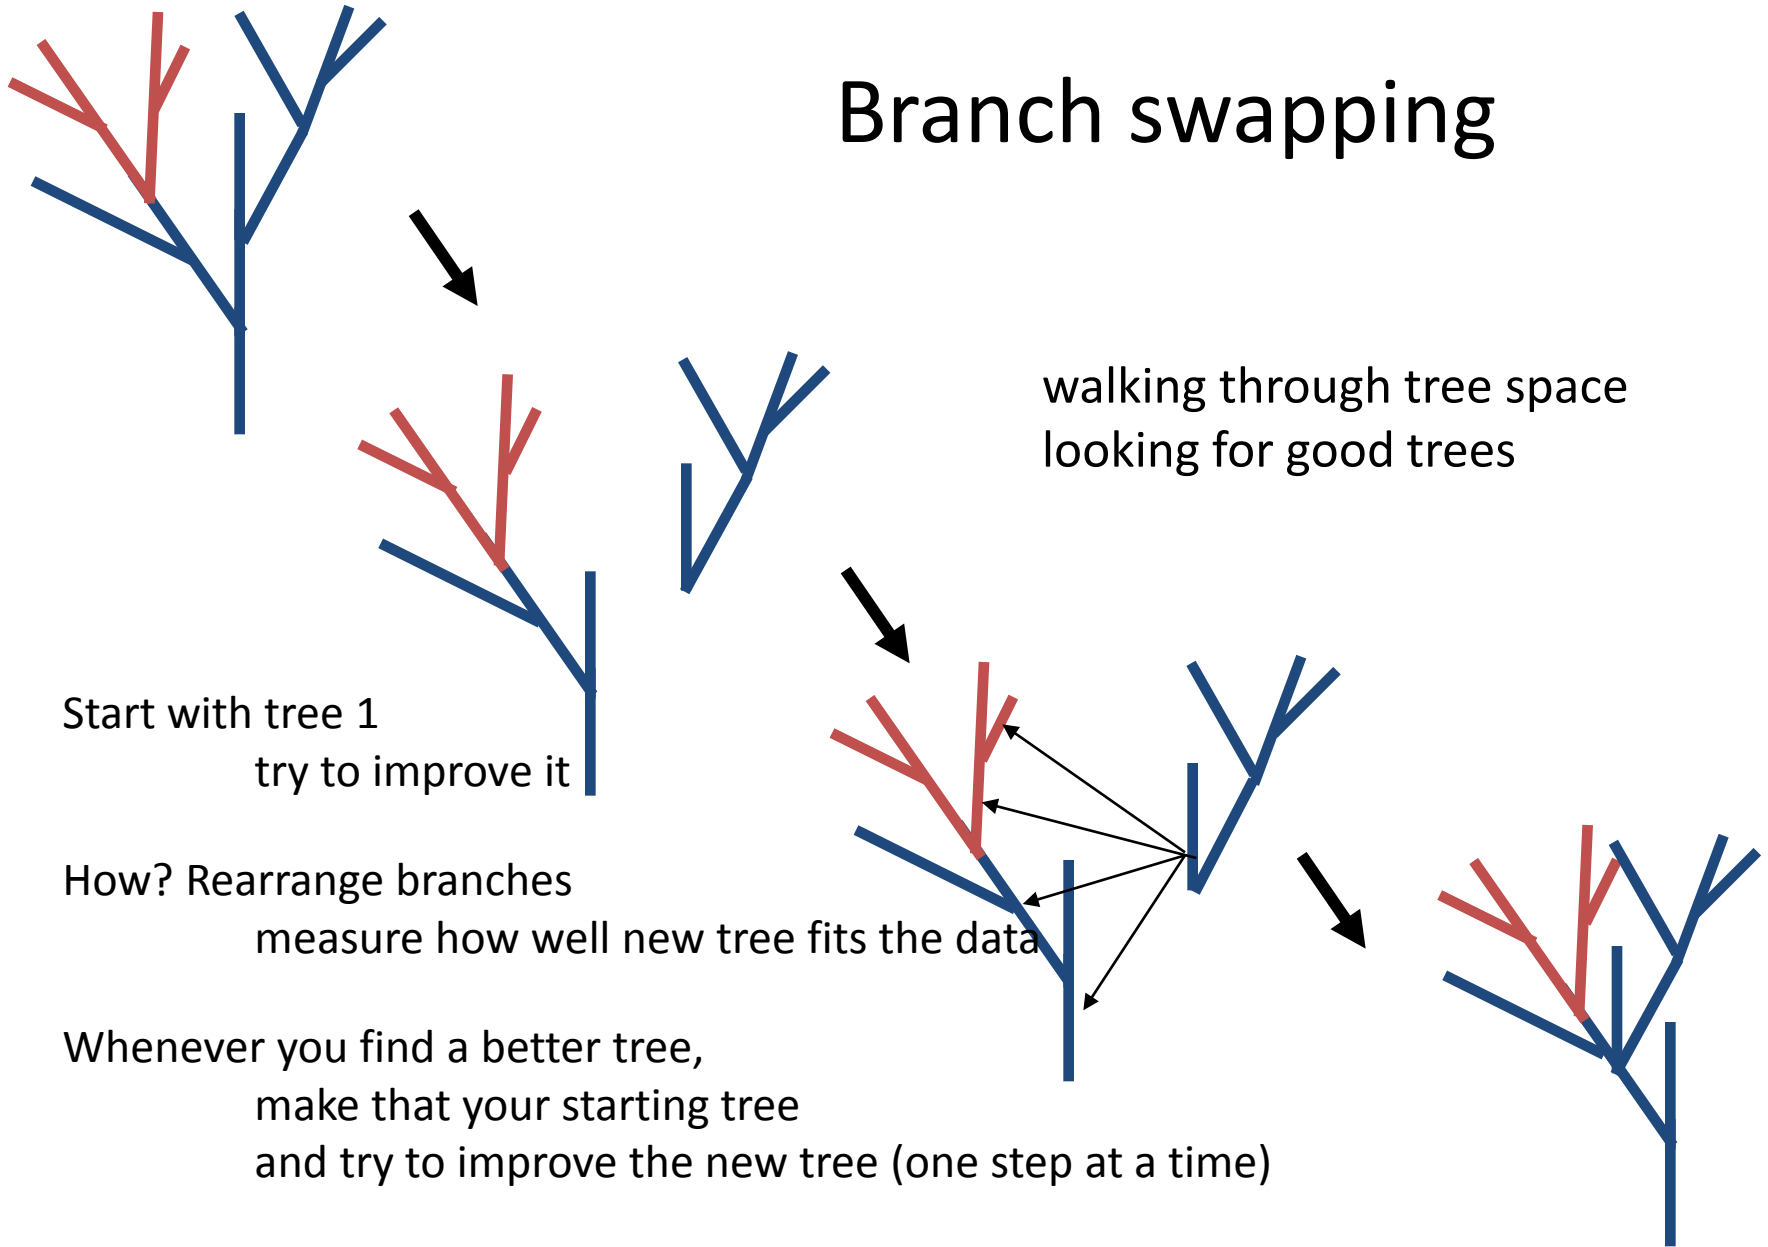 Branch swapping
walking through tree space
looking for good trees
Start with tree 1
try to improve it
How? Rearrange branches
measure how well new tree fits the data
Whenever you find a better tree,
make that your starting tree
and try to improve the new tree (one step at a time)